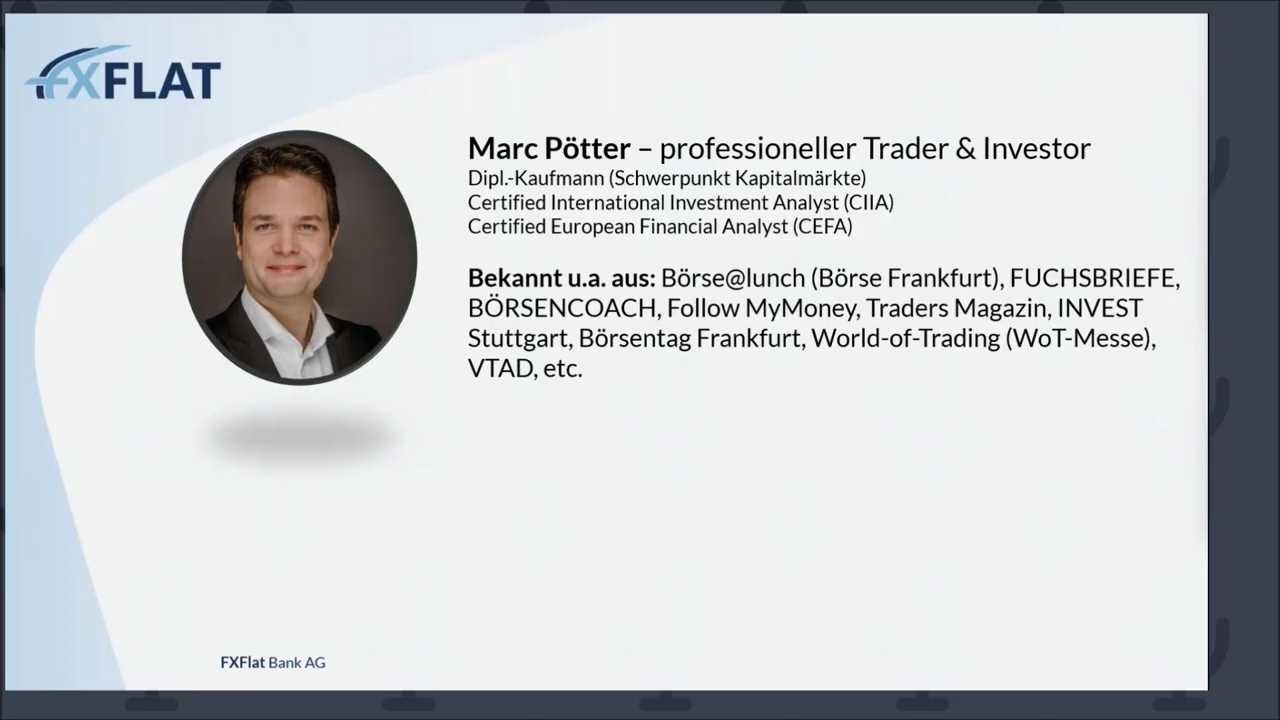 FXFLAT
Marc Pötter – professioneller Trader & Investor
Dipl.-Kaufmann (Schwerpunkt Kapitalmärkte)
Certified International Investment Analyst (CIIA)
Certified European Financial Analyst (CEFA)
Bekannt u.a. aus: Börse@lunch (Börse Frankfurt), FUCHSBRIEFE,
BÖRSENCOACH, Follow MyMoney, Traders Magazin, INVEST
Stuttgart, Börsentag Frankfurt, World-of-Trading (WoT-Messe),
VTAD, etc.
FXFlat Bank AG